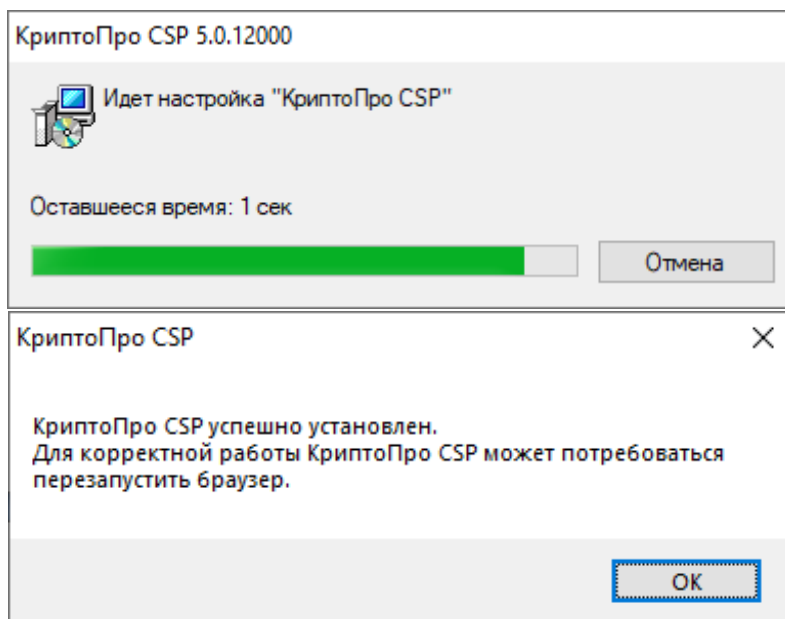 КриптоПро CSP 5.0.12000
Идет настройка "КриптоПро CSP"
Оставшееся время: 1 сек
Отмена
КриптоПро CSP
КриптоПро CSP успешно установлен.
Для корректной работы КриптоПро CSP может потребоваться
перезапустить браузер.
ОК